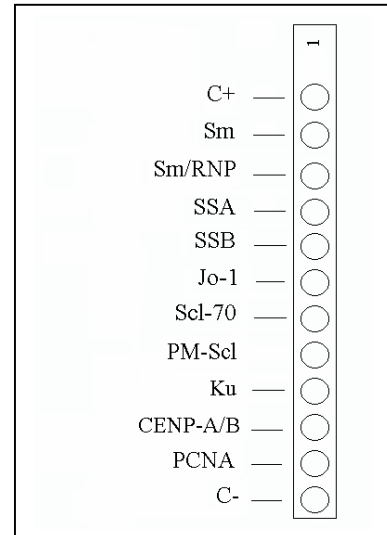 1
C+
Sm
Sm/RNP
SSA
SSB
Jo-1
Scl-70
PM-Scl
Ku
CENP-A/B
PCNA
C-